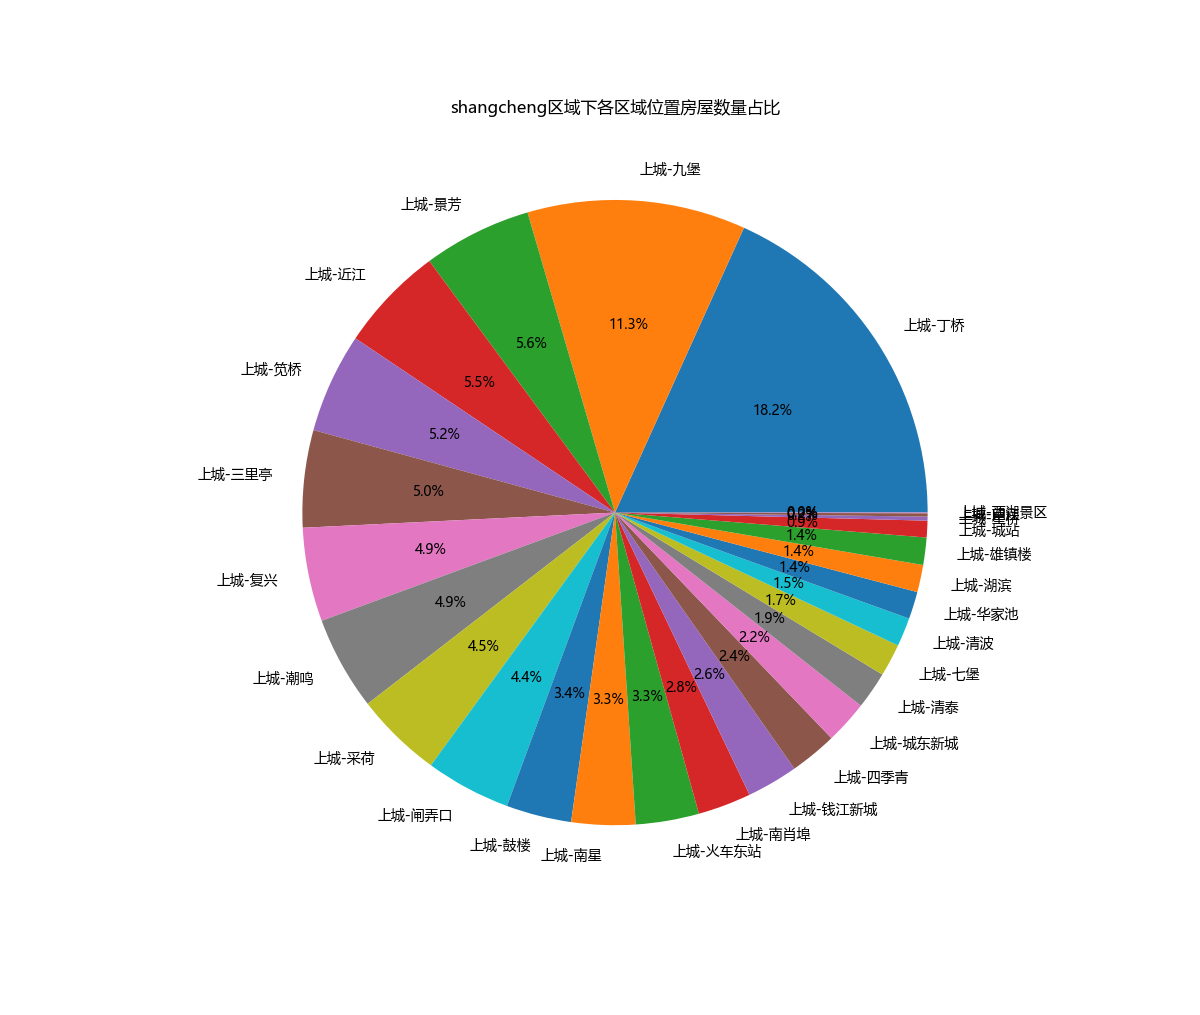 shangcheng区域下各区域位置房屋数量占比
上城-九堡
上城-景芳
上城-近江
上城-丁桥
11.3%
5.6%
上城-笕桥
5.5%
18.2%
5.2%
上城-三里亭
5.0%
上城-西湖景区
0.9%
上城-城站
1.4%
4.9%
上城-雄镇楼
1.4%
1.4%
上城-复兴
1.5%
上城-湖滨
4.9%
1.7%
上城-华家池
1.9%
2.2%
上城-清波
4.5%
2.4%
上城-七堡
上城-潮鸣
4.4%
2.6%
2.8%
3.4%
3.3%
3.3%
上城-清泰
上城-城东新城
上城-采荷
上城-四季青
上城-钱江新城
上城-闸弄口
上城-南肖埠
上城-鼓楼
上城-火车东站
上城-南星